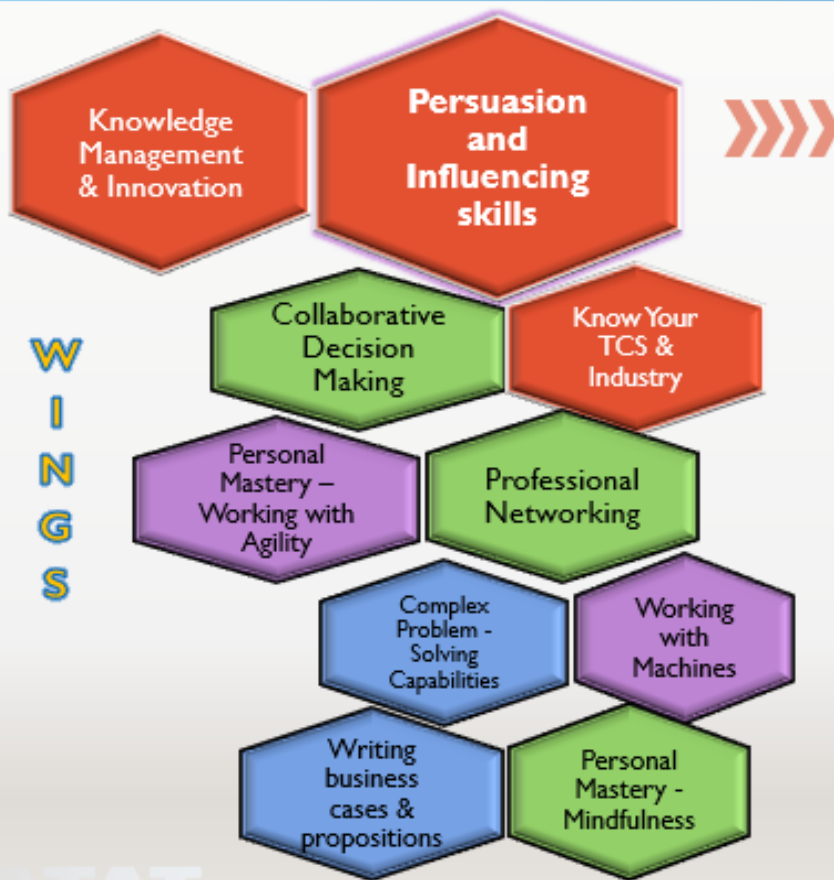 Knowledge
Management
& Innovation
Persuasion
and
Influencing
skills
Collaborative
Decision
Making
Know Your
TCS &
Industry
W
I
N
G
S
Personal
Mastery –
Working with
Agility
Professional
Networking
Complex
Problem -
Solving
Capabilities
Working
with
Machines
Writing
business
cases &
propositions
Personal
Mastery -
Mindfulness